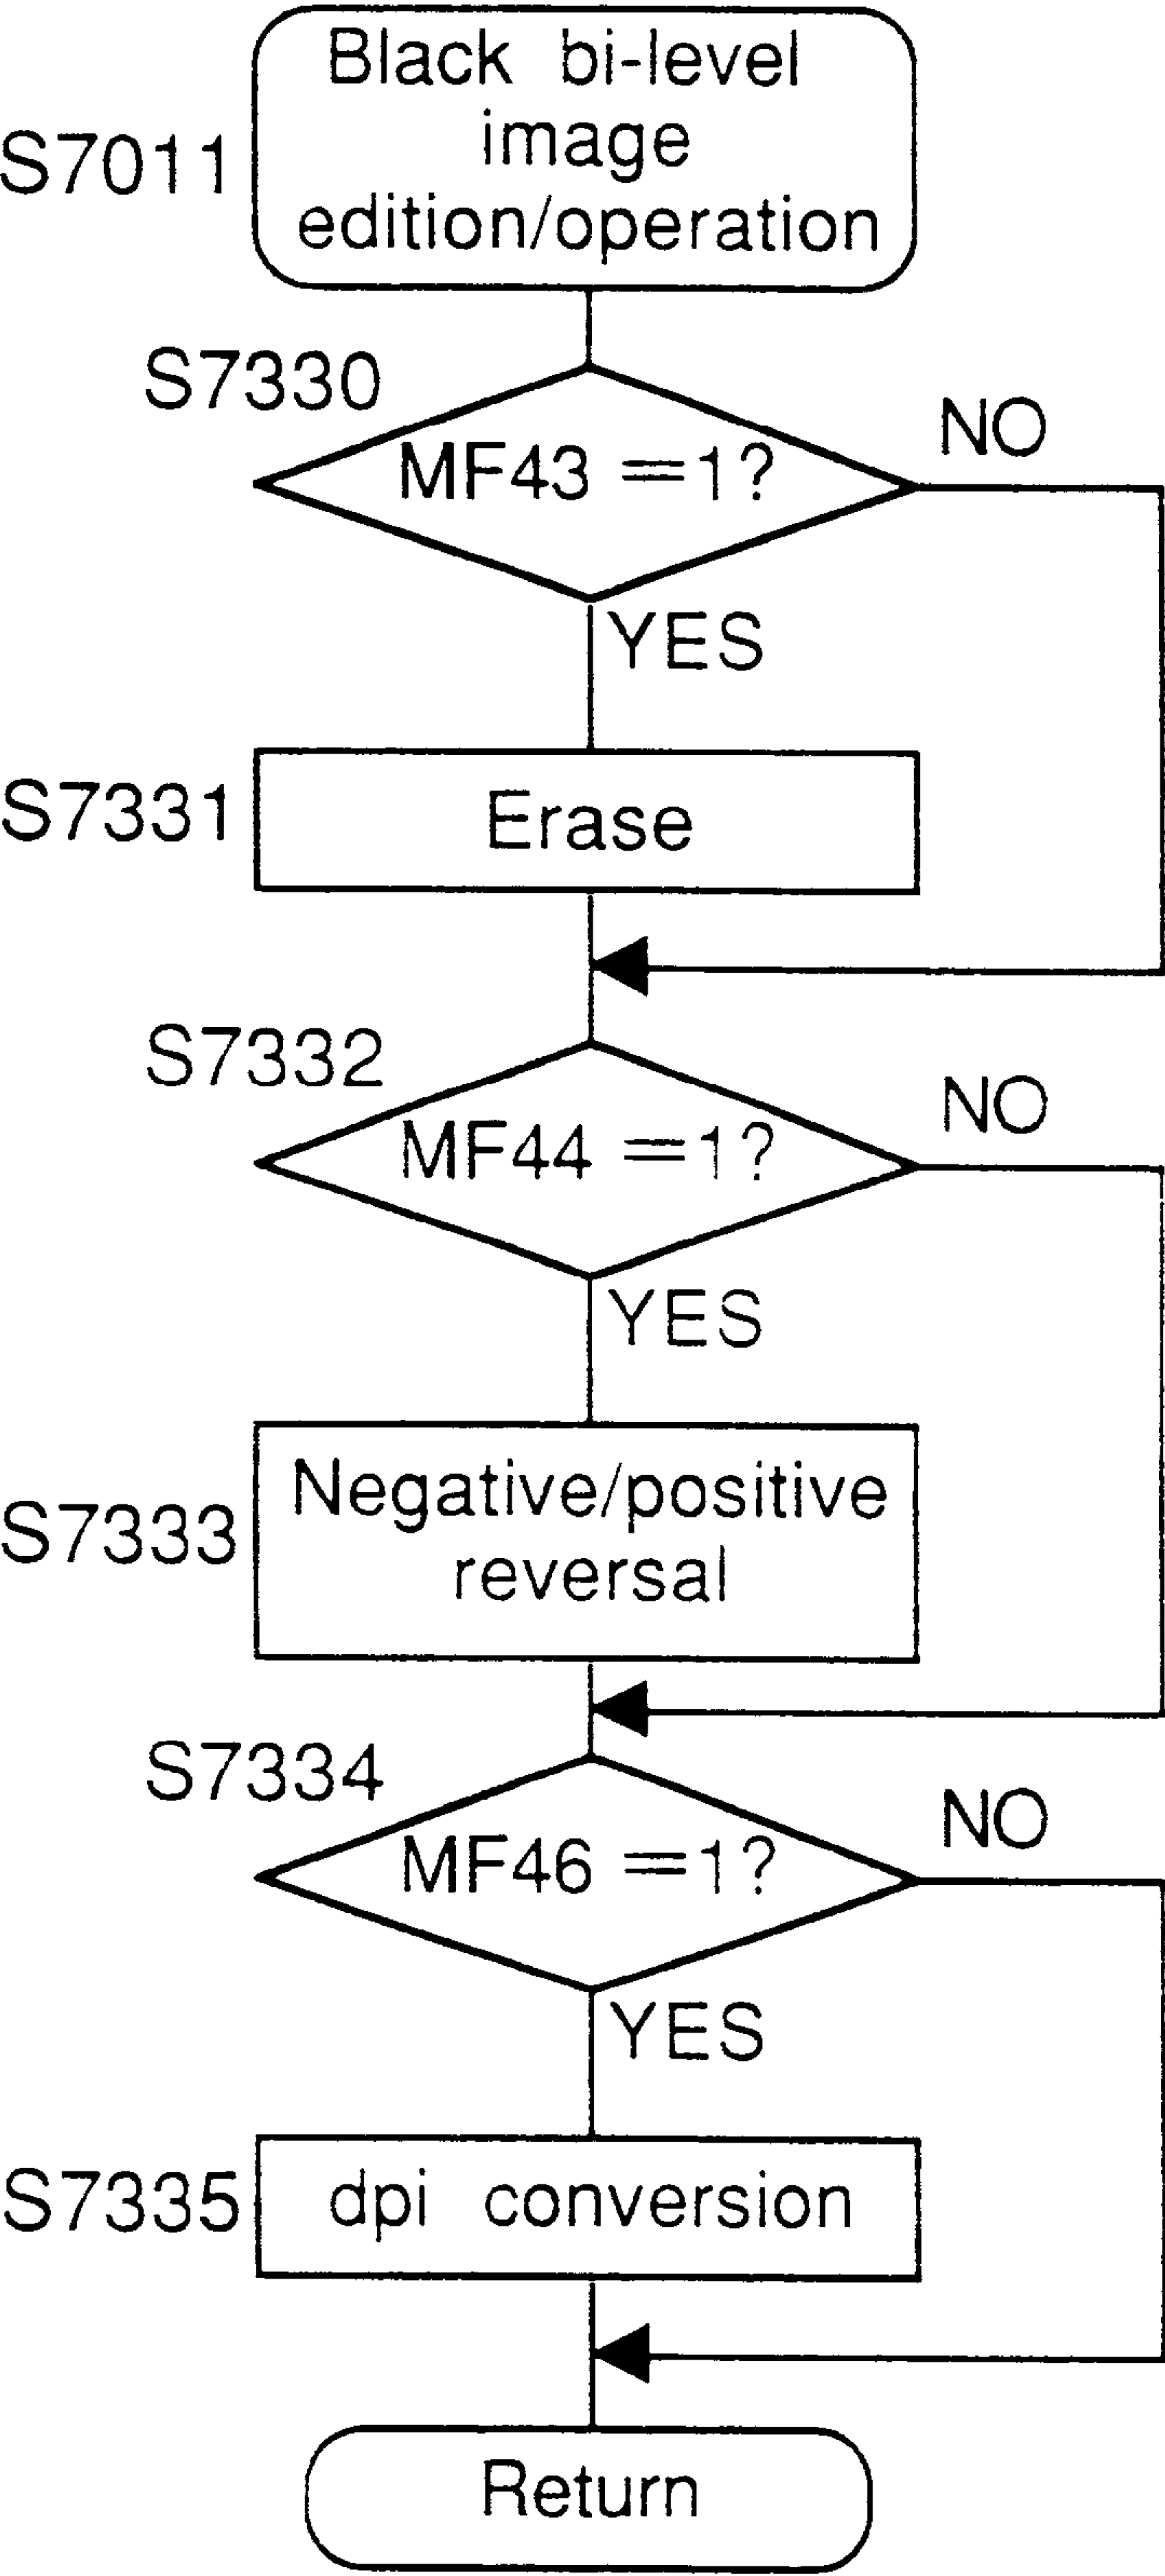 Black bi-level
image
edition/operation
S7011
S7330
MF43 =1?
NO
YES
S7331
Erase
S7332
MF44 =1?
NO
YES
S7333
Negative/positive
reversal
S7334
MF46 =1?
NO
YES
S7335
dpi conversion
Return